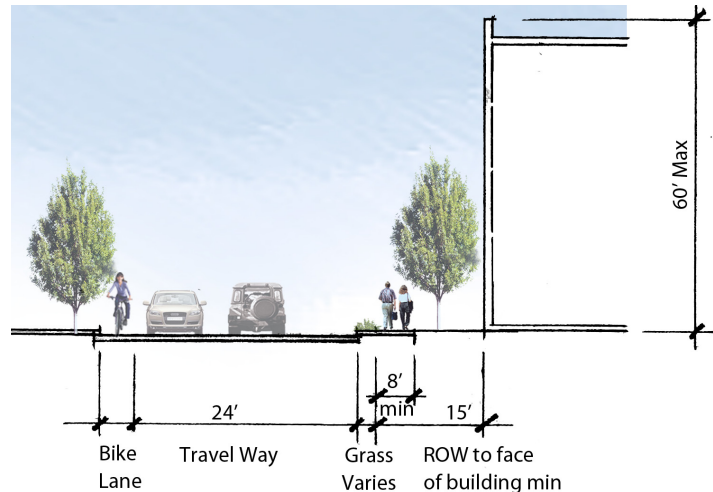 60′ Max
8′
min
24′
15′
Bike
Lane
Travel Way
Grass
Varies
ROW to face
of building min